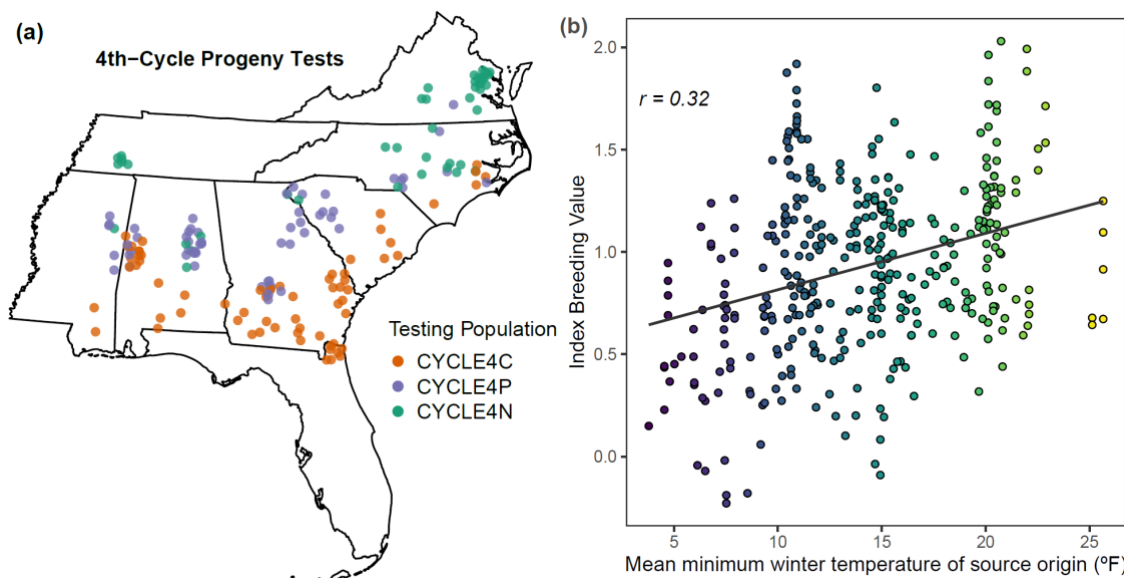 (a)
4th−Cycle Progeny Tests
Testing Population
CYCLE4C
CYCLE4P
CYCLE4N
(b)
Index Breeding Value
2.0
1.5
1.0
0.5
0.0
r = 0.32
5 10 15 20 25
Mean minimum winter temperature of source origin (ºF)